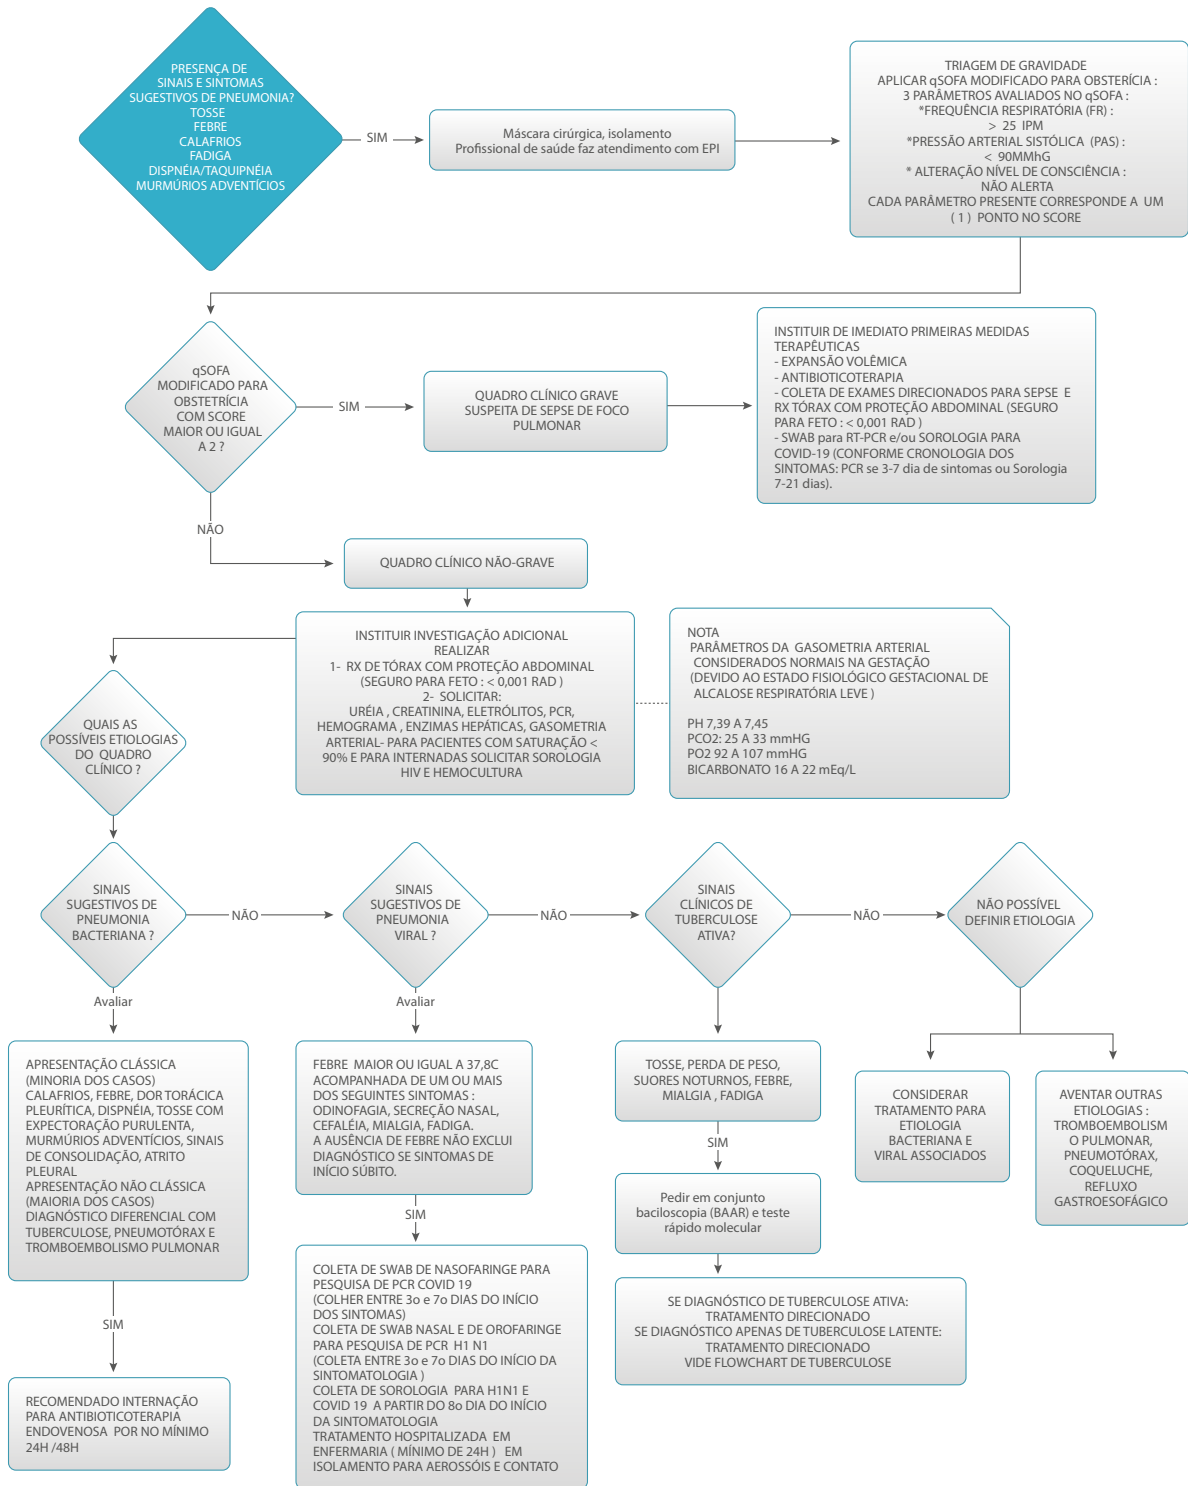 PRESENÇA DE
SINAIS E SINTOMAS
SUGESTIVOS DE PNEUMONIA?
TOSSE
FEBRE
CALAFRIOS
FADIGA
DISPNÉIA/TAQUIPNÉIA
MURMÚRIOS ADVENTÍCIOS
SIM
Máscara cirúrgica, isolamento
Profissional de saúde faz atendimento com EPI
TRIAGEM DE GRAVIDADE
APLICAR qSOFA MODIFICADO PARA OBSTERÍCIA :
3 PARÂMETROS AVALIADOS NO qSOFA :
*FREQUÊNCIA RESPIRATÓRIA (FR) :
> 25 IPM
*PRESSÃO ARTERIAL SISTÓLICA (PAS) :
< 90MMhG
* ALTERAÇÃO NÍVEL DE CONSCIÊNCIA :
NÃO ALERTA
CADA PARÂMETRO PRESENTE CORRESPONDE A UM
( 1 ) PONTO NO SCORE
qSOFA
MODIFICADO PARA
OBSTETRÍCIA
COM SCORE
MAIOR OU IGUAL
A 2 ?
SIM
QUADRO CLÍNICO GRAVE
SUSPEITA DE SEPSE DE FOCO
PULMONAR
INSTITUIR DE IMEDIATO PRIMEIRAS MEDIDAS
TERAPÊUTICAS
- EXPANSÃO VOLÊMICA
- ANTIBIOTICOTERAPIA
- COLETA DE EXAMES DIRECIONADOS PARA SEPSE E
RX TÓRAX COM PROTEÇÃO ABDOMINAL (SEGURO
PARA FETO : < 0,001 RAD )
- SWAB para RT-PCR e/ou SOROLOGIA PARA
COVID-19 (CONFORME CRONOLOGIA DOS
SINTOMAS: PCR se 3-7 dia de sintomas ou Sorologia
7-21 dias).
NÃO
QUADRO CLÍNICO NÃO-GRAVE
INSTITUIR INVESTIGAÇÃO ADICIONAL
REALIZAR
1- RX DE TÓRAX COM PROTEÇÃO ABDOMINAL
(SEGURO PARA FETO : < 0,001 RAD )
2- SOLICITAR:
URÉIA , CREATININA, ELETRÓLITOS, PCR,
HEMOGRAMA , ENZIMAS HEPÁTICAS, GASOMETRIA
ARTERIAL- PARA PACIENTES COM SATURAÇÃO <
90% E PARA INTERNADAS SOLICITAR SOROLOGIA
HIV E HEMOCULTURA
NOTA
PARÂMETROS DA GASOMETRIA ARTERIAL
CONSIDERADOS NORMAIS NA GESTAÇÃO
(DEVIDO AO ESTADO FISIOLÓGICO GESTACIONAL DE
ALCALOSE RESPIRATÓRIA LEVE )
PH 7,39 A 7,45
PCO2: 25 A 33 mmHG
PO2 92 A 107 mmHG
BICARBONATO 16 A 22 mEq/L
QUAIS AS
POSSÍVEIS ETIOLOGIAS
DO QUADRO
CLÍNICO ?
SINAIS
SUGESTIVOS DE
PNEUMONIA
BACTERIANA ?
NÃO
SINAIS
SUGESTIVOS DE
PNEUMONIA
VIRAL ?
NÃO
SINAIS
CLÍNICOS DE
TUBERCULOSE
ATIVA?
NÃO
NÃO POSSÍVEL
DEFINIR ETIOLOGIA
Avaliar
APRESENTAÇÃO CLÁSSICA
(MINORIA DOS CASOS)
CALAFRIOS, FEBRE, DOR TORÁCICA
PLEURÍTICA, DISPNÉIA, TOSSE COM
EXPECTORAÇÃO PURULENTA,
MURMÚRIOS ADVENTÍCIOS, SINAIS
DE CONSOLIDAÇÃO, ATRITO
PLEURAL
APRESENTAÇÃO NÃO CLÁSSICA
(MAIORIA DOS CASOS)
DIAGNÓSTICO DIFERENCIAL COM
TUBERCULOSE, PNEUMOTÓRAX E
TROMBOEMBOLISMO PULMONAR
SIM
RECOMENDADO INTERNAÇÃO
PARA ANTIBIOTICOTERAPIA
ENDOVENOSA POR NO MÍNIMO
24H /48H
Avaliar
FEBRE MAIOR OU IGUAL A 37,8C
ACOMPANHADA DE UM OU MAIS
DOS SEGUINTES SINTOMAS :
ODINOFAGIA, SECREÇÃO NASAL,
CEFALÉIA, MIALGIA, FADIGA.
A AUSÊNCIA DE FEBRE NÃO EXCLUI
DIAGNÓSTICO SE SINTOMAS DE
INÍCIO SÚBITO.
SIM
COLETA DE SWAB DE NASOFARINGE PARA
PESQUISA DE PCR COVID 19
(COLHER ENTRE 3o e 7o DIAS DO INÍCIO
DOS SINTOMAS)
COLETA DE SWAB NASAL E DE OROFARINGE
PARA PESQUISA DE PCR H1 N1
(COLETA ENTRE 3o e 7o DIAS DO INÍCIO DA
SINTOMATOLOGIA )
COLETA DE SOROLOGIA PARA H1N1 E
COVID 19 A PARTIR DO 8o DIA DO INÍCIO
DA SINTOMATOLOGIA
TRATAMENTO HOSPITALIZADA EM
ENFERMARIA ( MÍNIMO DE 24H ) EM
ISOLAMENTO PARA AEROSSÓIS E CONTATO
TOSSE, PERDA DE PESO,
SUORES NOTURNOS, FEBRE,
MIALGIA , FADIGA
SIM
Pedir em conjunto
baciloscopia (BAAR) e teste
rápido molecular
SE DIAGNÓSTICO DE TUBERCULOSE ATIVA:
TRATAMENTO DIRECIONADO
SE DIAGNÓSTICO APENAS DE TUBERCULOSE LATENTE:
TRATAMENTO DIRECIONADO
VIDE FLOWCHART DE TUBERCULOSE
CONSIDERAR
TRATAMENTO PARA
ETIOLOGIA
BACTERIANA E
VIRAL ASSOCIADOS
AVENTAR OUTRAS
ETIOLOGIAS :
TROMBOEMBOLISM
O PULMONAR,
PNEUMOTÓRAX,
COQUELUCHE,
REFLUXO
GASTROESOFÁGICO